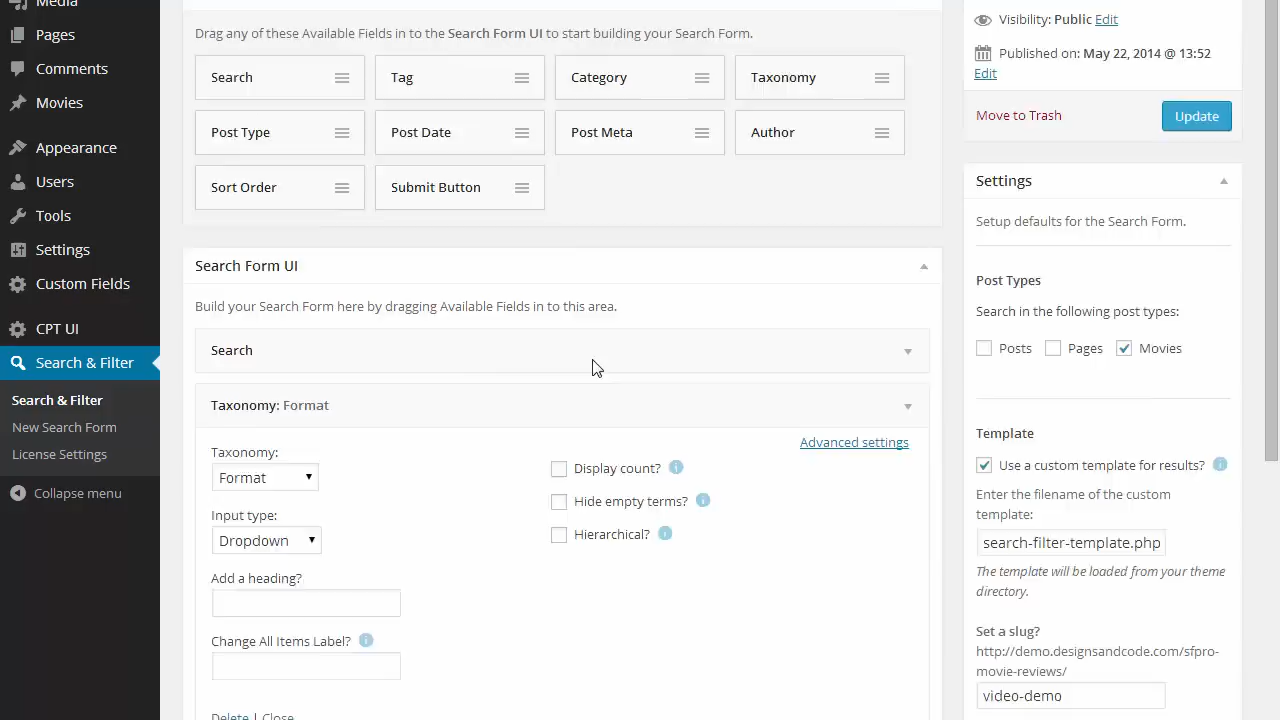 Media
Pages
Comments
Movies
Appearance
Users
Tools
Settings
Custom Fields
CPT UI
Search & Filter
Search & Filter
New Search Form
License Settings
Collapse menu
Drag any of these Available Fields in to the Search Form UI to start building your Search Form.
Search
Tag
Category
Taxonomy
Post Type
Post Date
Post Meta
Author
Sort Order
Submit Button
Search Form UI
Build your Search Form here by dragging Available Fields in to this area.
Search
Taxonomy: Format
Advanced settings
Taxonomy:
Format
Input type:
Dropdown
Add a heading?
Change All Items Label?
Display count?
Hide empty terms?
Hierarchical?
Delete | Close
Visibility: Public Edit
Published on: May 22, 2014 @ 13:52
Edit
Move to Trash
Update
Settings
Setup defaults for the Search Form.
Post Types
Search in the following post types:
Posts Pages Movies
Template
Use a custom template for results?
Enter the filename of the custom
template:
search-filter-template.php
The template will be loaded from your theme
directory.
Set a slug?
http://demo.designsandcode.com/sfpro-
movie-reviews/
video-demo